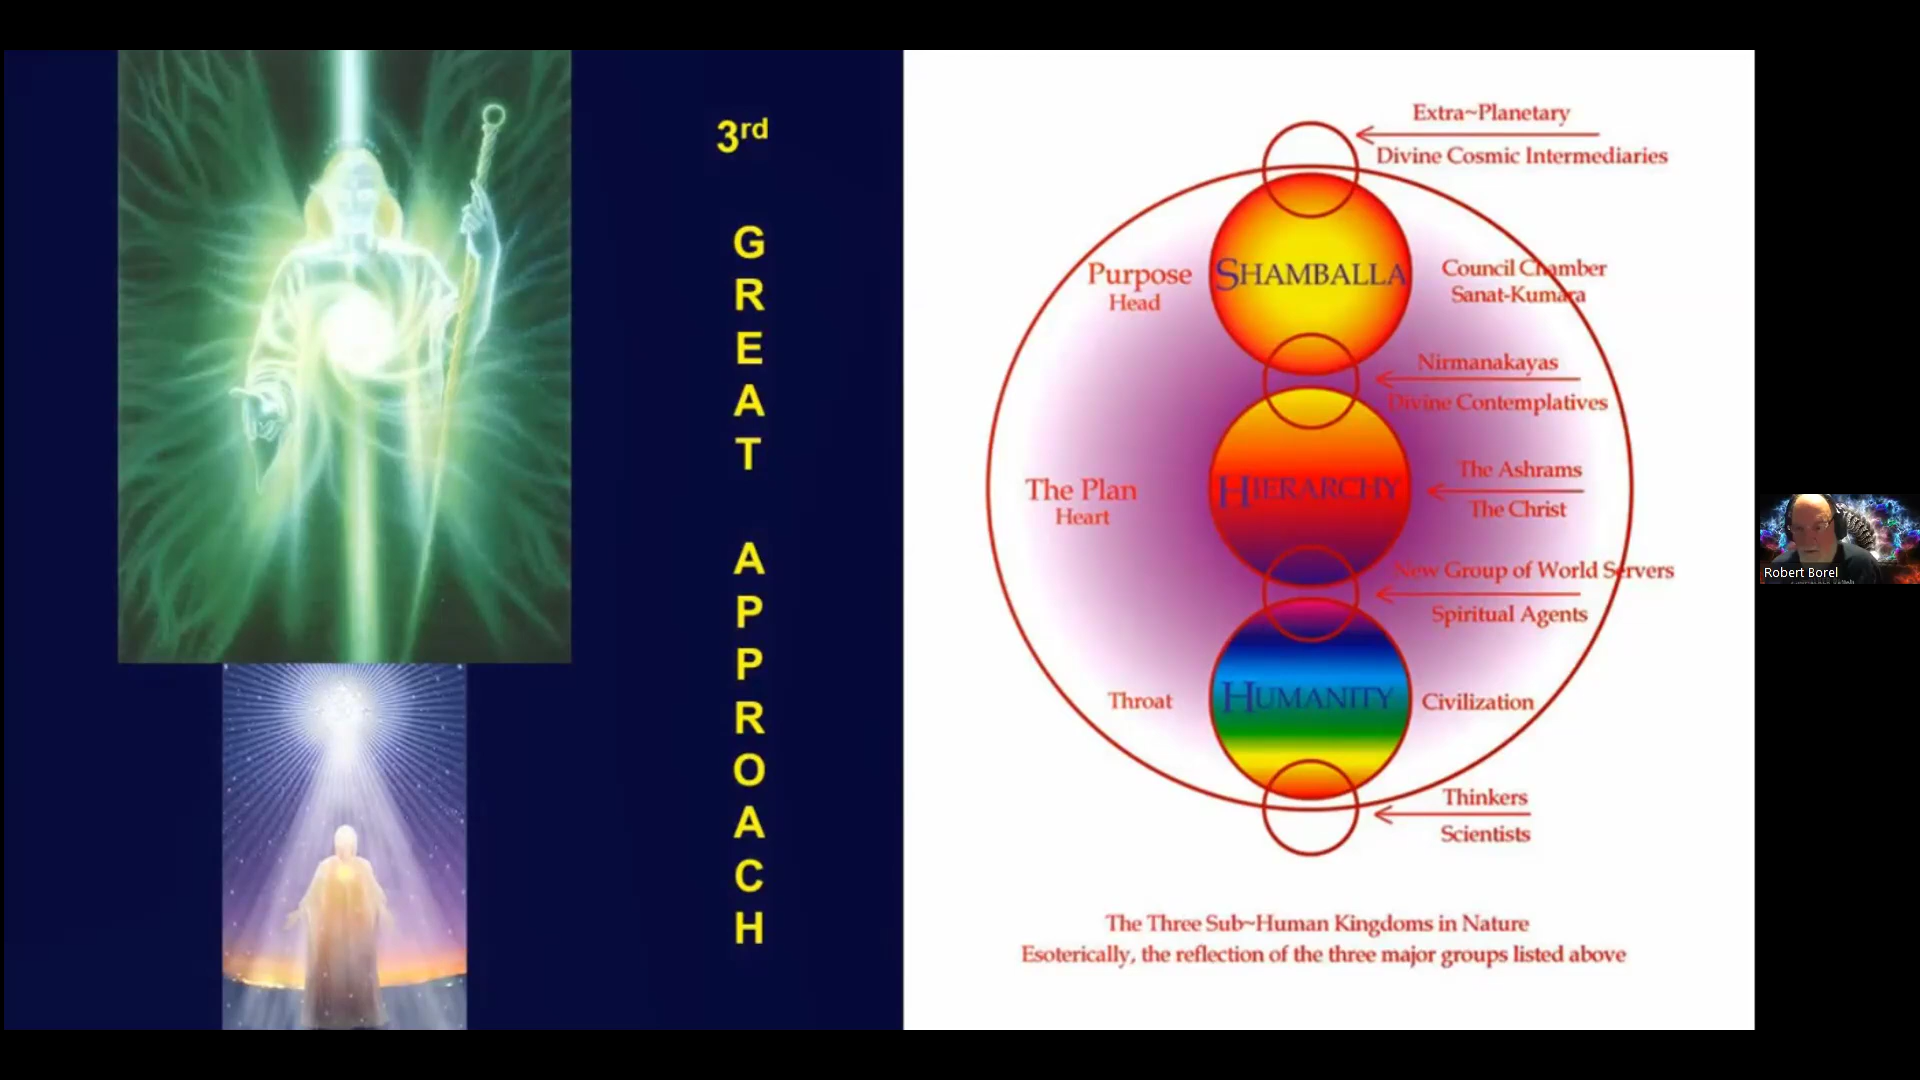 3rd
GREAT
APPROACH
Extra~Planetary
Divine Cosmic Intermediaries
Purpose
Head
SHAMBALLA
Council Chamber
Sanat-Kumara
Nirmanakayas
Divine Contemplatives
The Plan
Heart
HIERARCHY
The Ashrams
The Christ
New Group of World Servers
Spiritual Agents
Throat
HUMANITY
Civilization
Thinkers
Scientists
The Three Sub~Human Kingdoms in Nature
Esoterically, the reflection of the three major groups listed above
Robert Borel